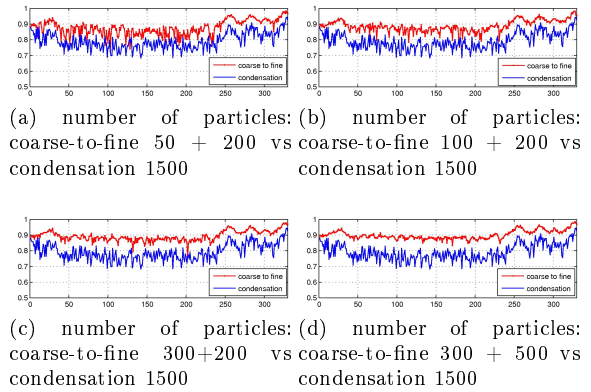 1
0.9
0.8
0.7
0.6
0.5
0 50 100 150 200 250 300
coarse to fine
condensation
1
0.9
0.8
0.7
0.6
0.5
0 50 100 150 200 250 300
coarse to fine
condensation
(a) number of particles:
coarse-to-fine 50 + 200 vs
condensation 1500
(b) number of particles:
coarse-to-fine 100 + 200 vs
condensation 1500
1
0.9
0.8
0.7
0.6
0.5
0 50 100 150 200 250 300
coarse to fine
condensation
1
0.9
0.8
0.7
0.6
0.5
0 50 100 150 200 250 300
coarse to fine
condensation
(c) number of particles:
coarse-to-fine 300+200 vs
condensation 1500
(d) number of particles:
coarse-to-fine 300 + 500 vs
condensation 1500